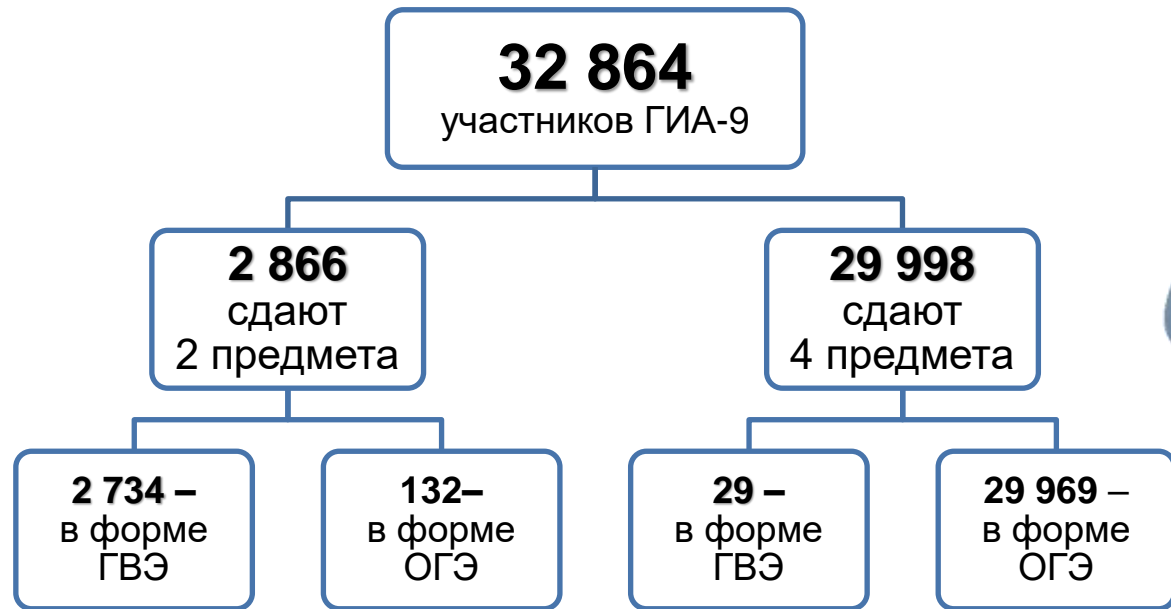 32 864
участников ГИА-9
2 866
сдают
2 предмета
29 998
сдают
4 предмета
2 734 –
в форме
ГВЭ
132–
в форме
ОГЭ
29 –
в форме
ГВЭ
29 969 –
в форме
ОГЭ